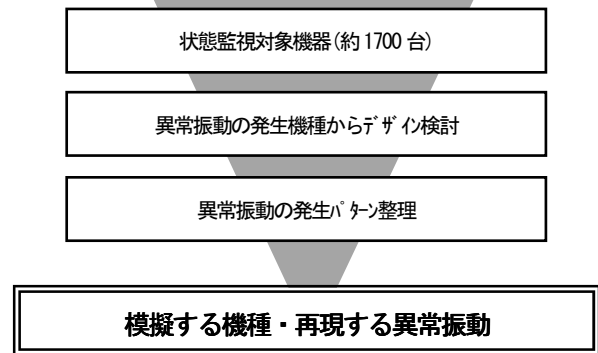 状態監視対象機器(約1700台)
異常振動の発生機種からﾃﾞｻﾞｲﾝ検討
異常振動の発生ﾊﾟﾀｰﾝ整理
模擬する機種・再現する異常振動